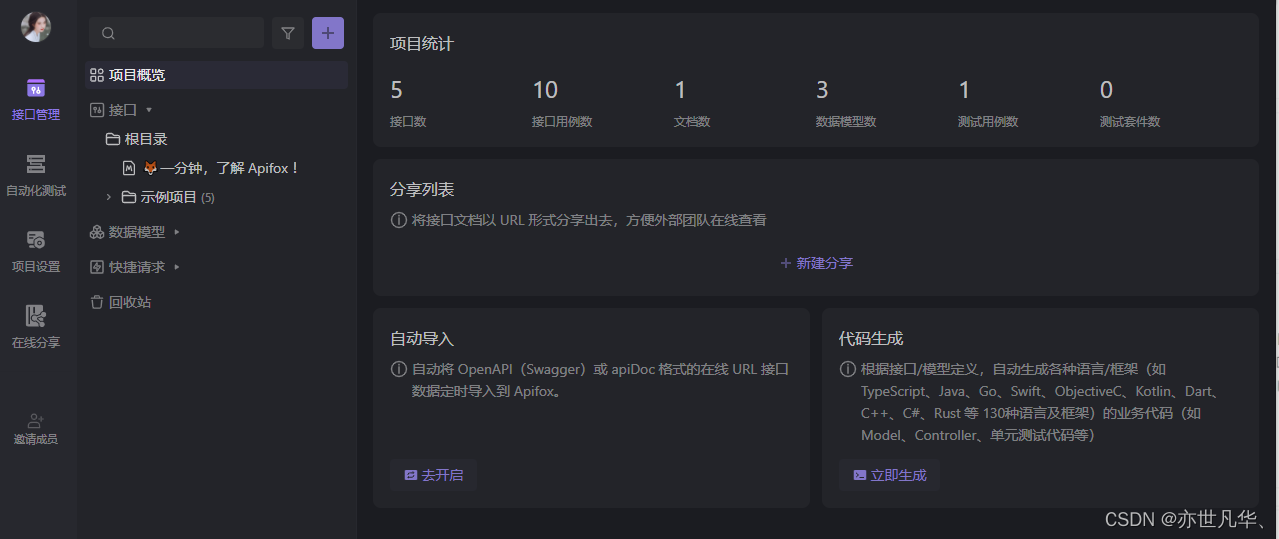 接口管理
自动化测试
项目设置
在线分享
邀请成员
项目概览
接口
根目录
一分钟，了解 Apifox！
示例项目 (5)
数据模型
快捷请求
回收站
项目统计
5 10 1 3 1 0
接口数 接口用例数 文档数 数据模型数 测试用例数 测试套件数
分享列表
将接口文档以 URL 形式分享出去，方便外部团队在线查看
+ 新建分享
自动导入
自动将 OpenAPI（Swagger）或 apiDoc 格式的在线 URL 接口
数据定时导入到 Apifox。
去开启
代码生成
根据接口/模型定义，自动生成各种语言/框架（如
TypeScript、Java、Go、Swift、ObjectiveC、Kotlin、Dart、
C++、C#、Rust 等 130种语言及框架）的业务代码（如
Model、Controller、单元测试代码等）
立即生成
CSDN @亦世凡华、